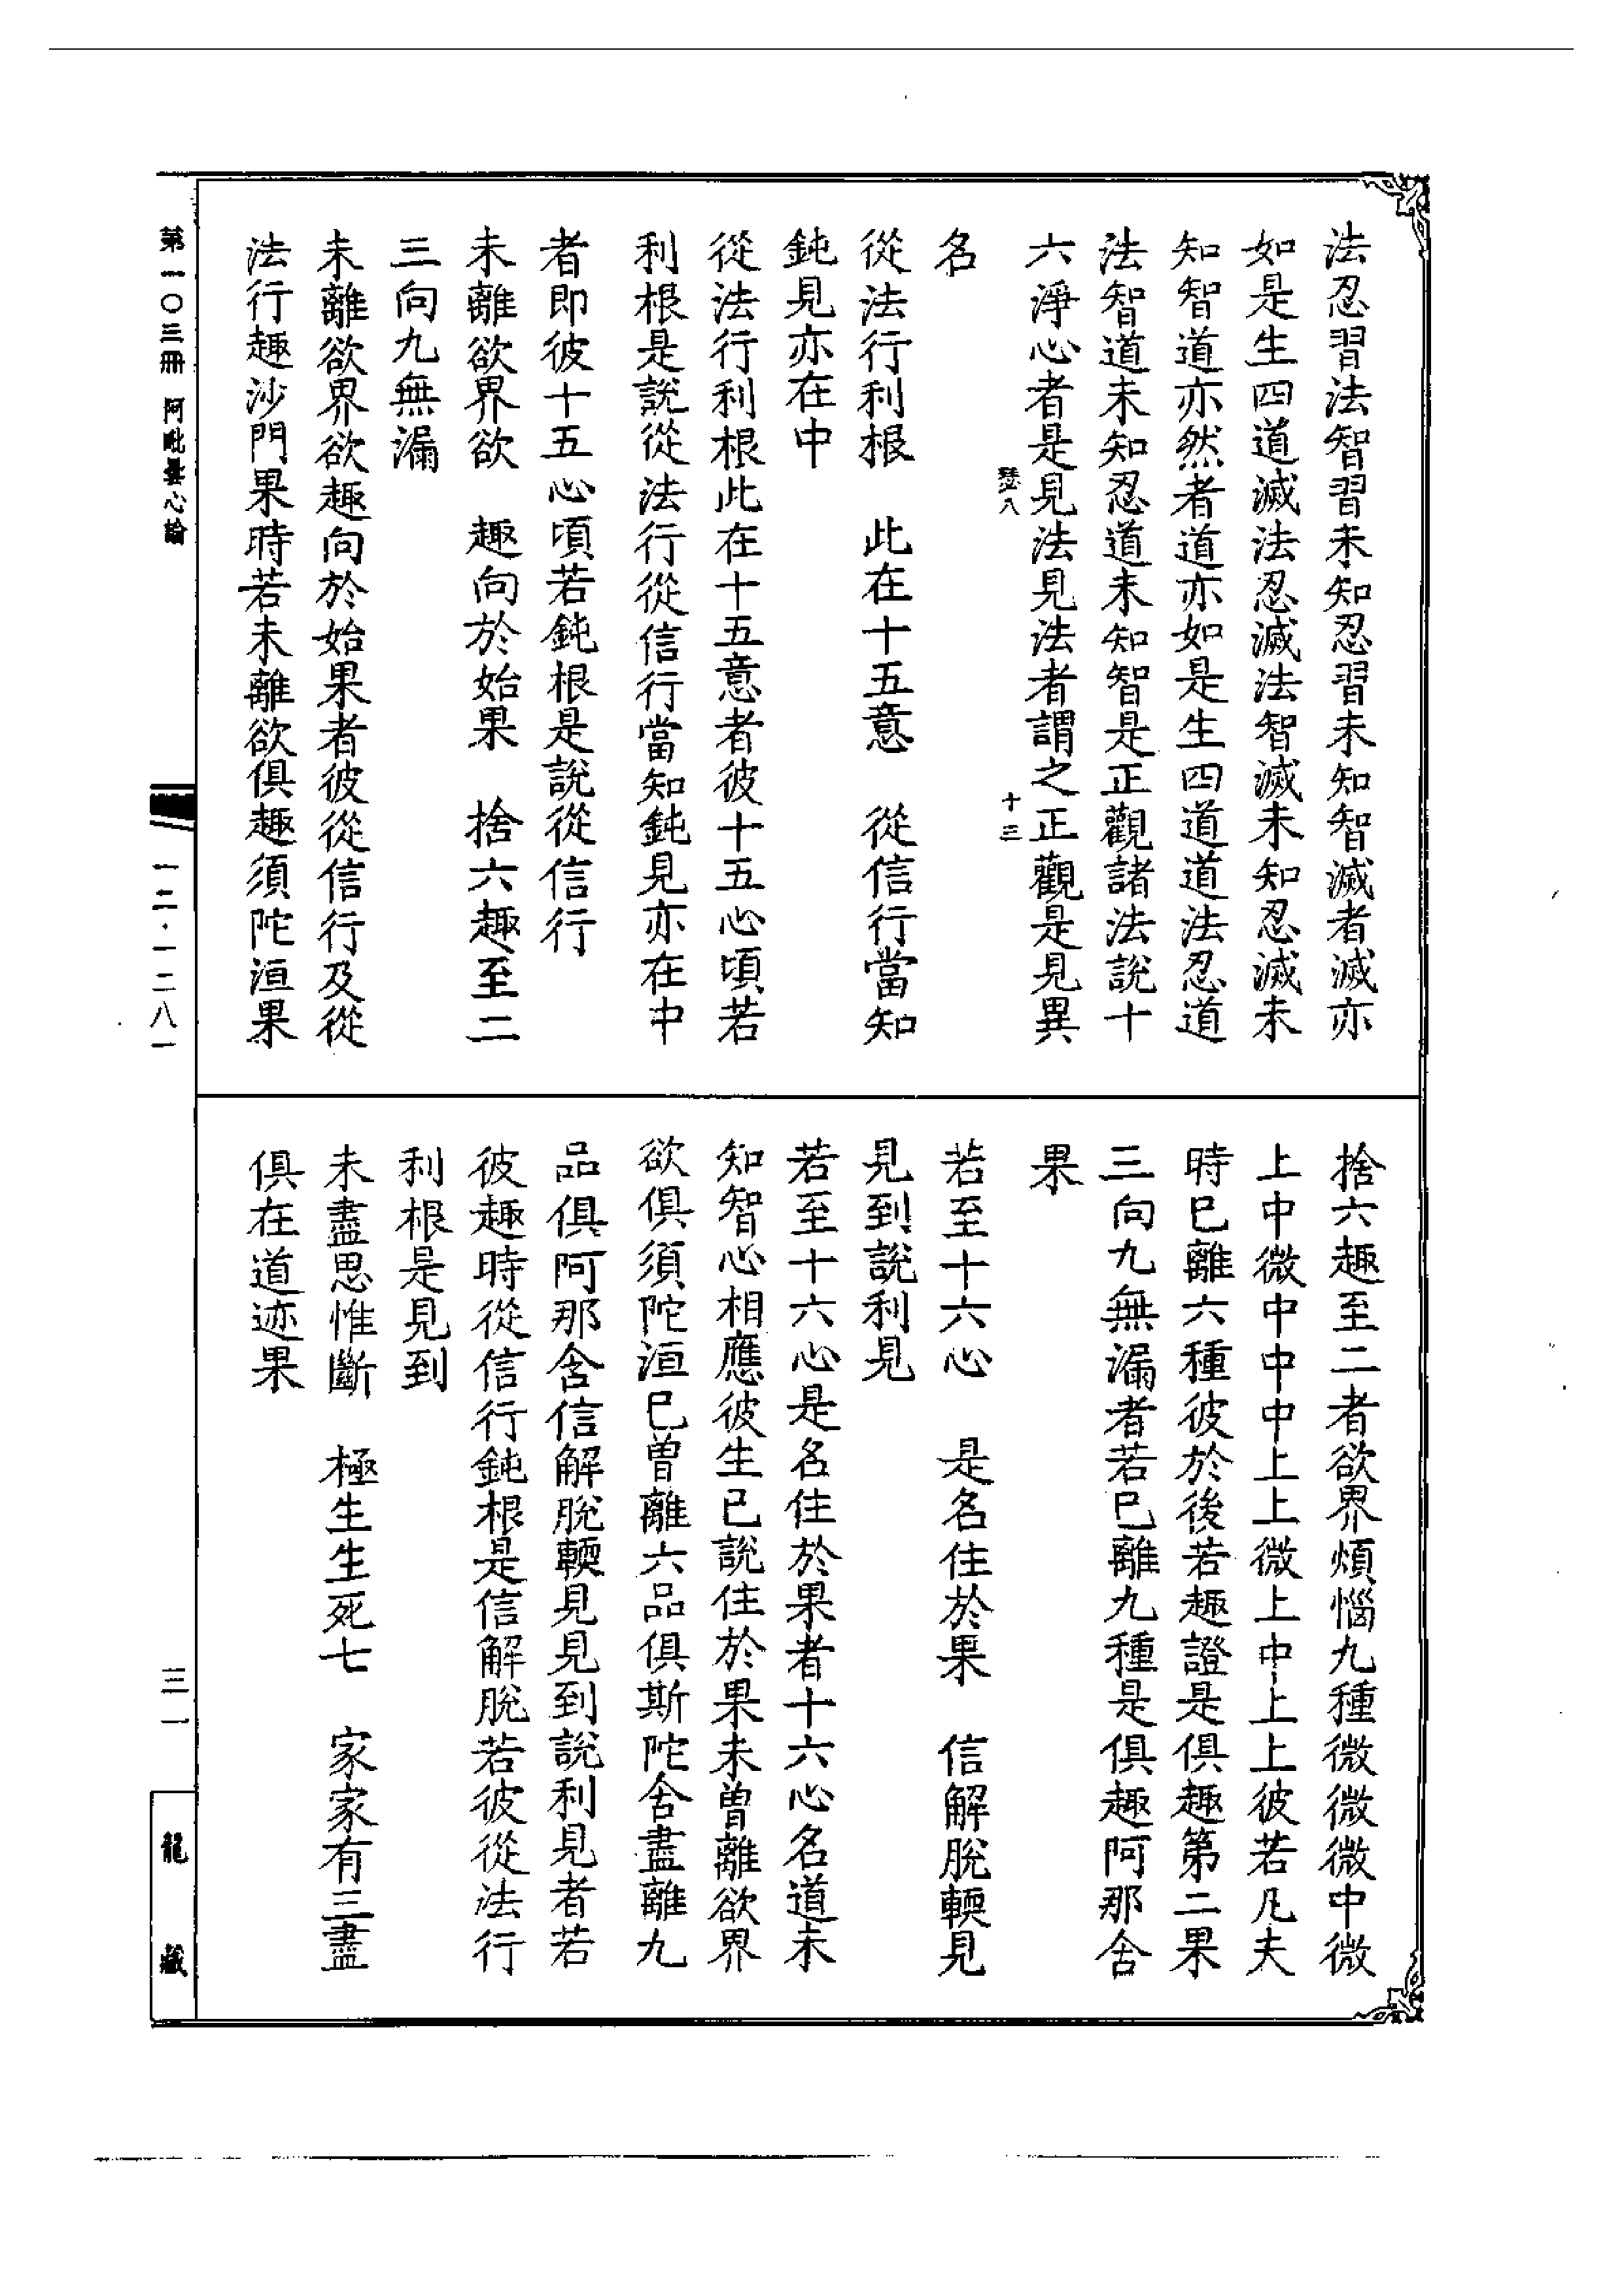 法忍習法智習未知忍習未知智滅者滅亦
如是生四道滅法忍滅法智滅未知忍滅未
知智道亦然者道亦如是生四道道法忍道
法智道未知忍道未知智是正觀諸法說十
六淨心者是見法見法者謂之正觀是見異
名
從法行利根　此在十五意　從信行當知
鈍見亦在中
從法行利根此在十五意者彼十五心頃若
利根是說從法行從信行當知鈍見亦在中
者即彼十五心頃若鈍根是說從信行
未離欲界欲　趣向於始果　捨六趣至二
三向九無漏
未離欲界欲趣向於始果者彼從信行及從
法行趣沙門果時若未離欲俱趣須陀洹果
捨六趣至二者欲界煩惱九種微微微中微
上中微中中中上上微上中上上彼若凡夫
時已離六種彼於後若趣證是俱趣第二果
三向九無漏者若已離九種是俱趣阿那含
果
若至十六心　是名住於果　信解脫輭見
見到說利見
若至十六心是名住於果者十六心名道未
知智心相應彼生已說住於果未曾離欲界
欲俱須陀洹已曾離六品俱斯陀含盡離九
品俱阿那含信解脫輭見見到說利見者若
彼趣時從信行鈍根是信解脫若彼從法行
利根是見到
未盡思惟斷　極生生死七　家家有三盡
俱在道迹果
瑟八　十三
第一〇三冊　阿毗曇心論
一二·一二八一
三一
龍藏